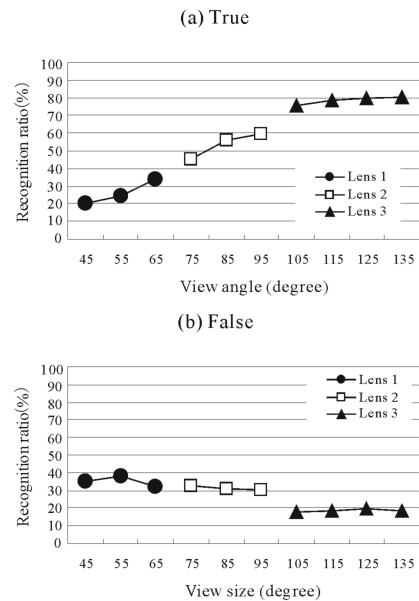 (a) True
Recognition ratio(%)
100
90
80
70
60
50
40
30
20
10
0
Lens 1
Lens 2
Lens 3
45 55 65 75 85 95 105 115 125 135
View angle (degree)
(b) False
Recognition ratio(%)
100
90
80
70
60
50
40
30
20
10
0
Lens 1
Lens 2
Lens 3
45 55 65 75 85 95 105 115 125 135
View size (degree)